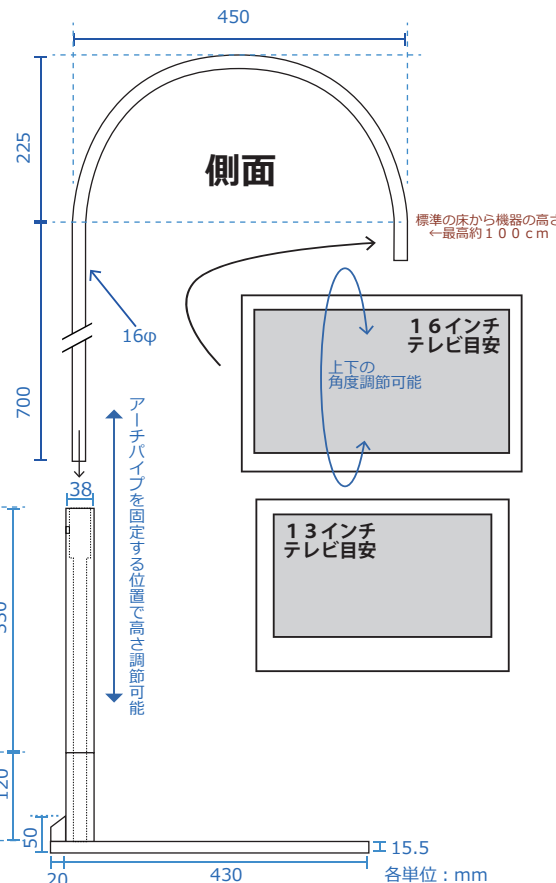 450
225
側面
標準の床から機器の高さ
←最高約１００ｃｍ
16φ
１６インチ
テレビ目安
上下の
角度調節可能
700
アーチパイプを固定する位置で高さ調節可能
38
１３インチ
テレビ目安
120
50
15.5
20
430
各単位：mm